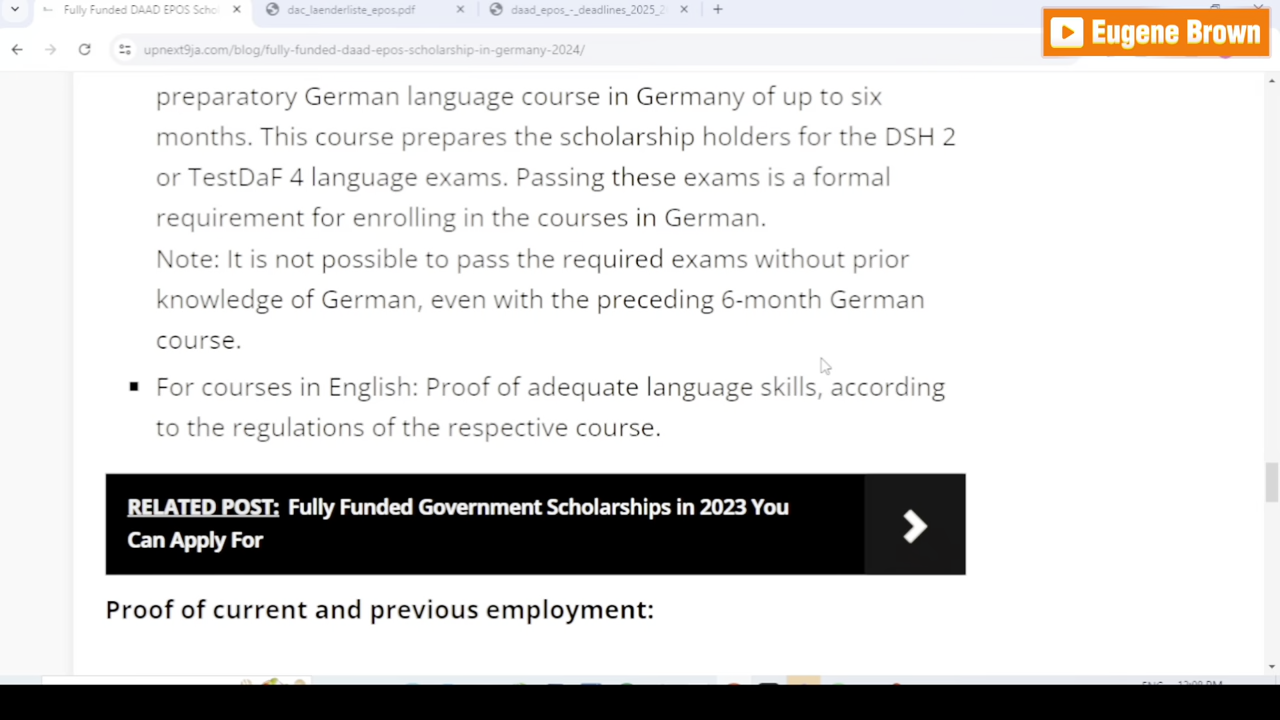 Fully Funded DAAD EPOS Schol
dac_laenderliste_epos.pdf
daad_epos_-_deadlines_2025_2
upnext9ja.com/blog/fully-funded-daad-epos-scholarship-in-germany-2024/
Eugene Brown
preparatory German language course in Germany of up to six
months. This course prepares the scholarship holders for the DSH 2
or TestDaF 4 language exams. Passing these exams is a formal
requirement for enrolling in the courses in German.
Note: It is not possible to pass the required exams without prior
knowledge of German, even with the preceding 6-month German
course.
▪ For courses in English: Proof of adequate language skills, according
to the regulations of the respective course.
RELATED POST: Fully Funded Government Scholarships in 2023 You
Can Apply For
Proof of current and previous employment: